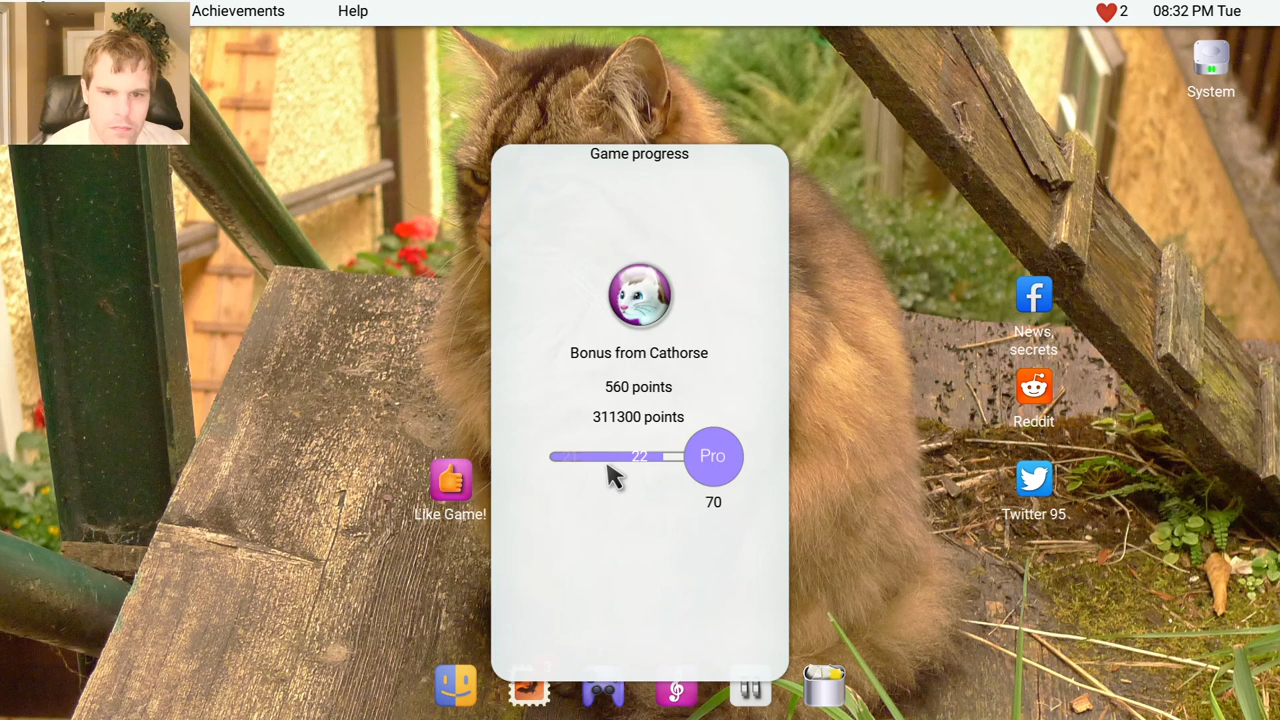 Achievements
Help
2
08:32 PM Tue
System
Game progress
Bonus from Cathorse
560 points
311300 points
22
Pro
70
News,
secrets
Reddit
Like Game!
Twitter 95